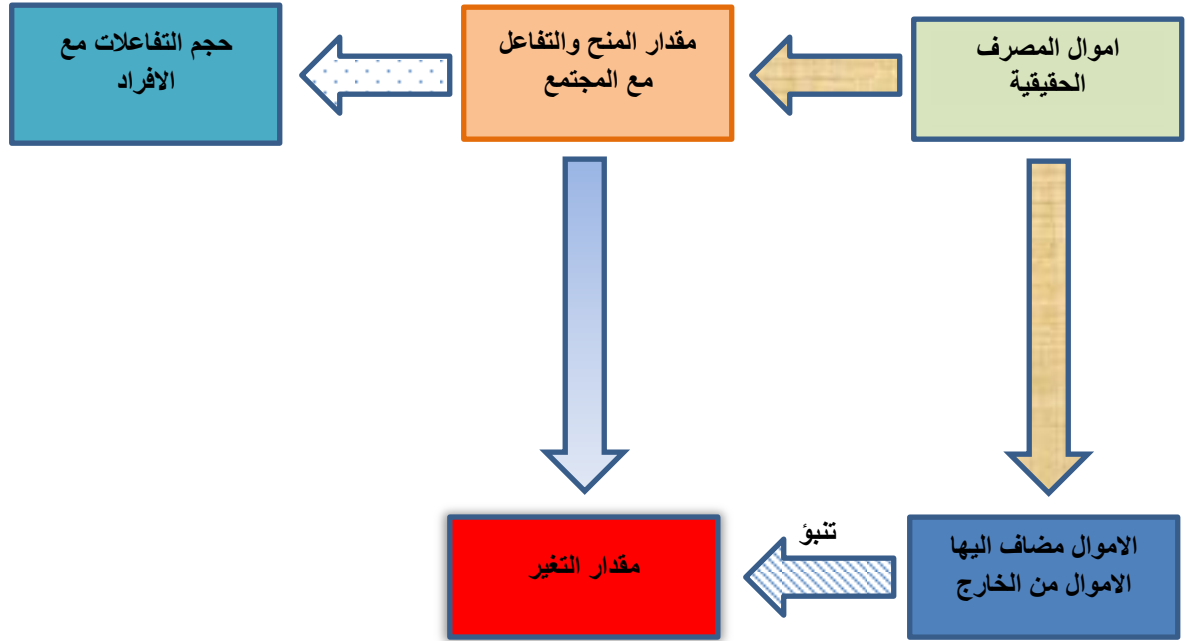 اموال المصرف
الحقيقية
مقدار المنح والتفاعل
مع المجتمع
حجم التفاعلات مع
الافراد
الاموال مضاف اليها
الاموال من الخارج
تنبؤ
مقدار التغير